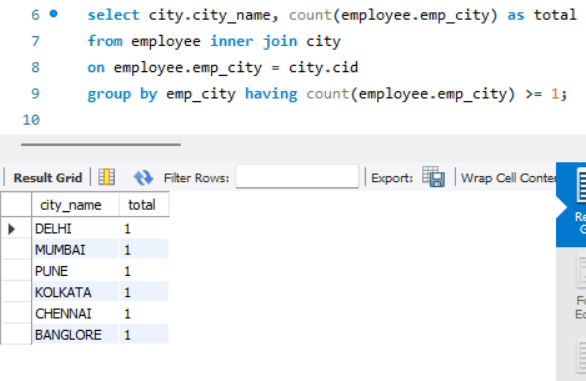 6 select city.city_name, count(employee.emp_city) as total
7 from employee inner join city
8 on employee.emp_city = city.cid
9 group by emp_city having count(employee.emp_city) >= 1;
10
Result Grid Filter Rows: Export: Wrap Cell Conte
city_name total
DELHI 1
MUMBAI 1
PUNE 1
KOLKATA 1
CHENNAI 1
BANGLORE 1